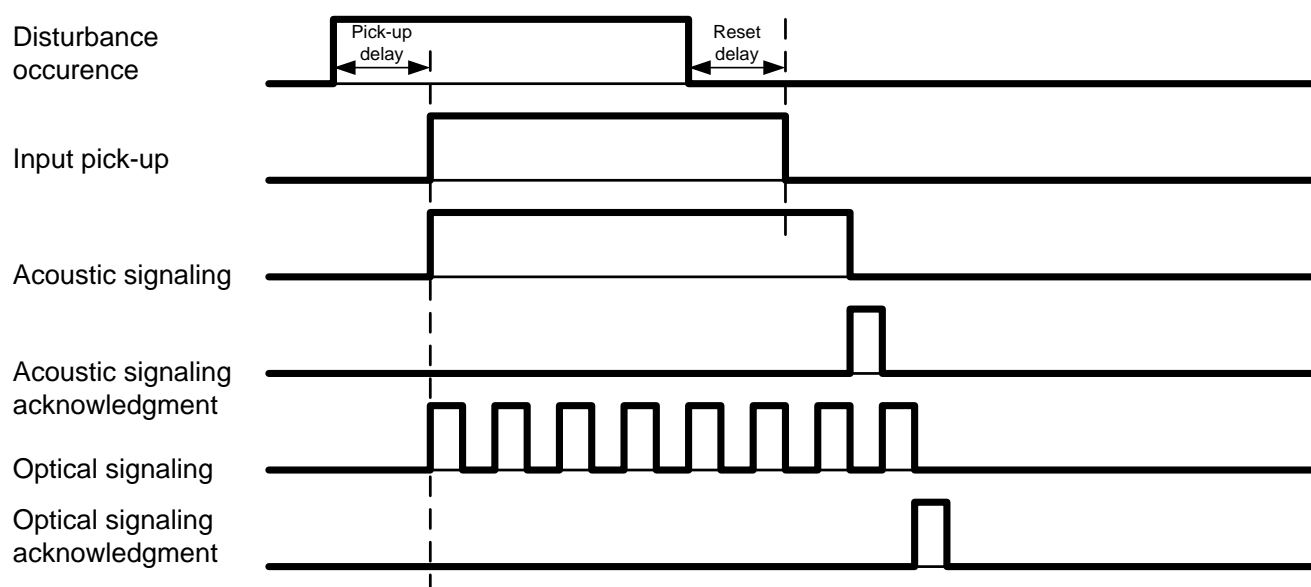 Disturbance
occurence
Pick-up
delay
Reset
delay
Input pick-up
Acoustic signaling
Acoustic signaling
acknowledgment
Optical signaling
Optical signaling
acknowledgment